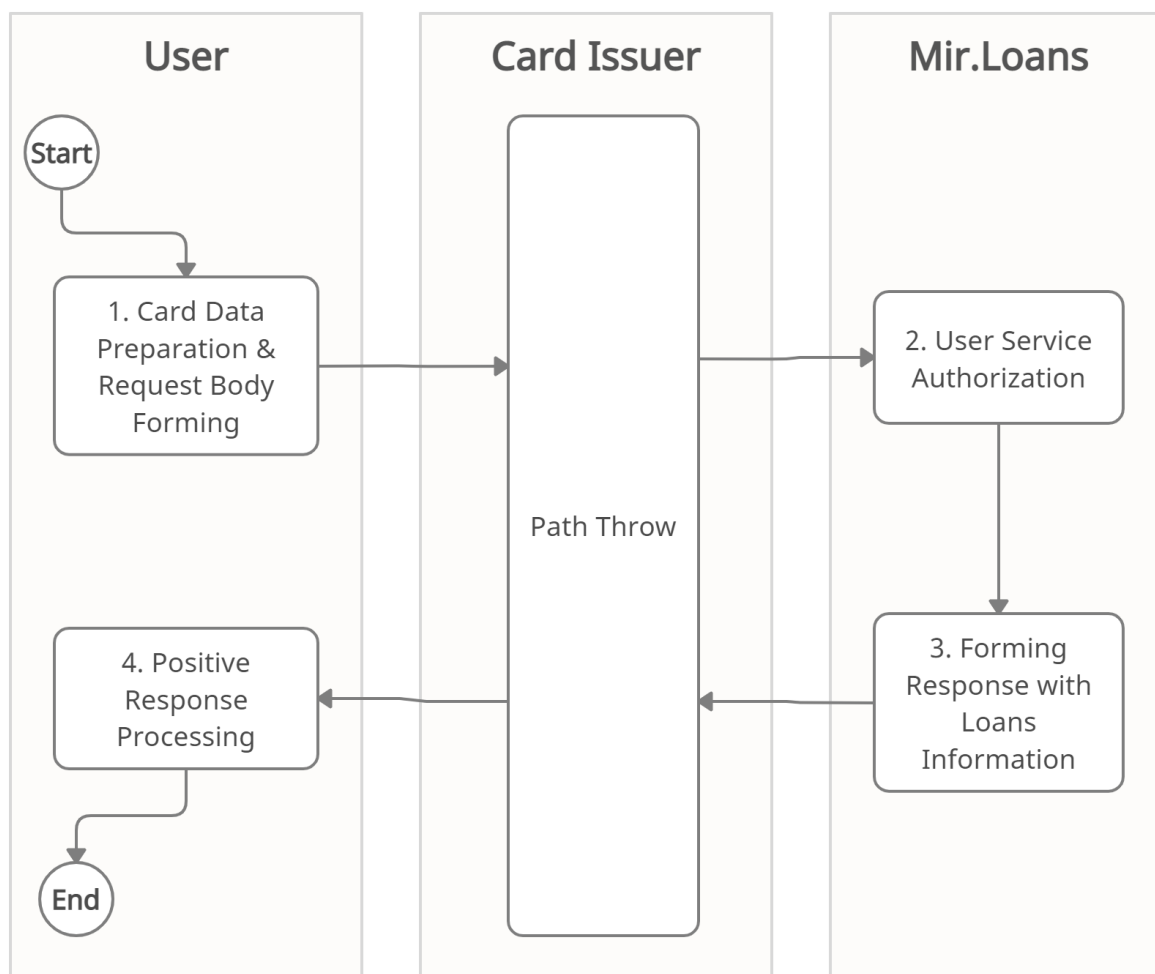 User
Card Issuer
Mir.Loans
Start
1. Card Data
Preparation &
Request Body
Forming
2. User Service
Authorization
Path Throw
4. Positive
Response
Processing
3. Forming
Response with
Loans
Information
End